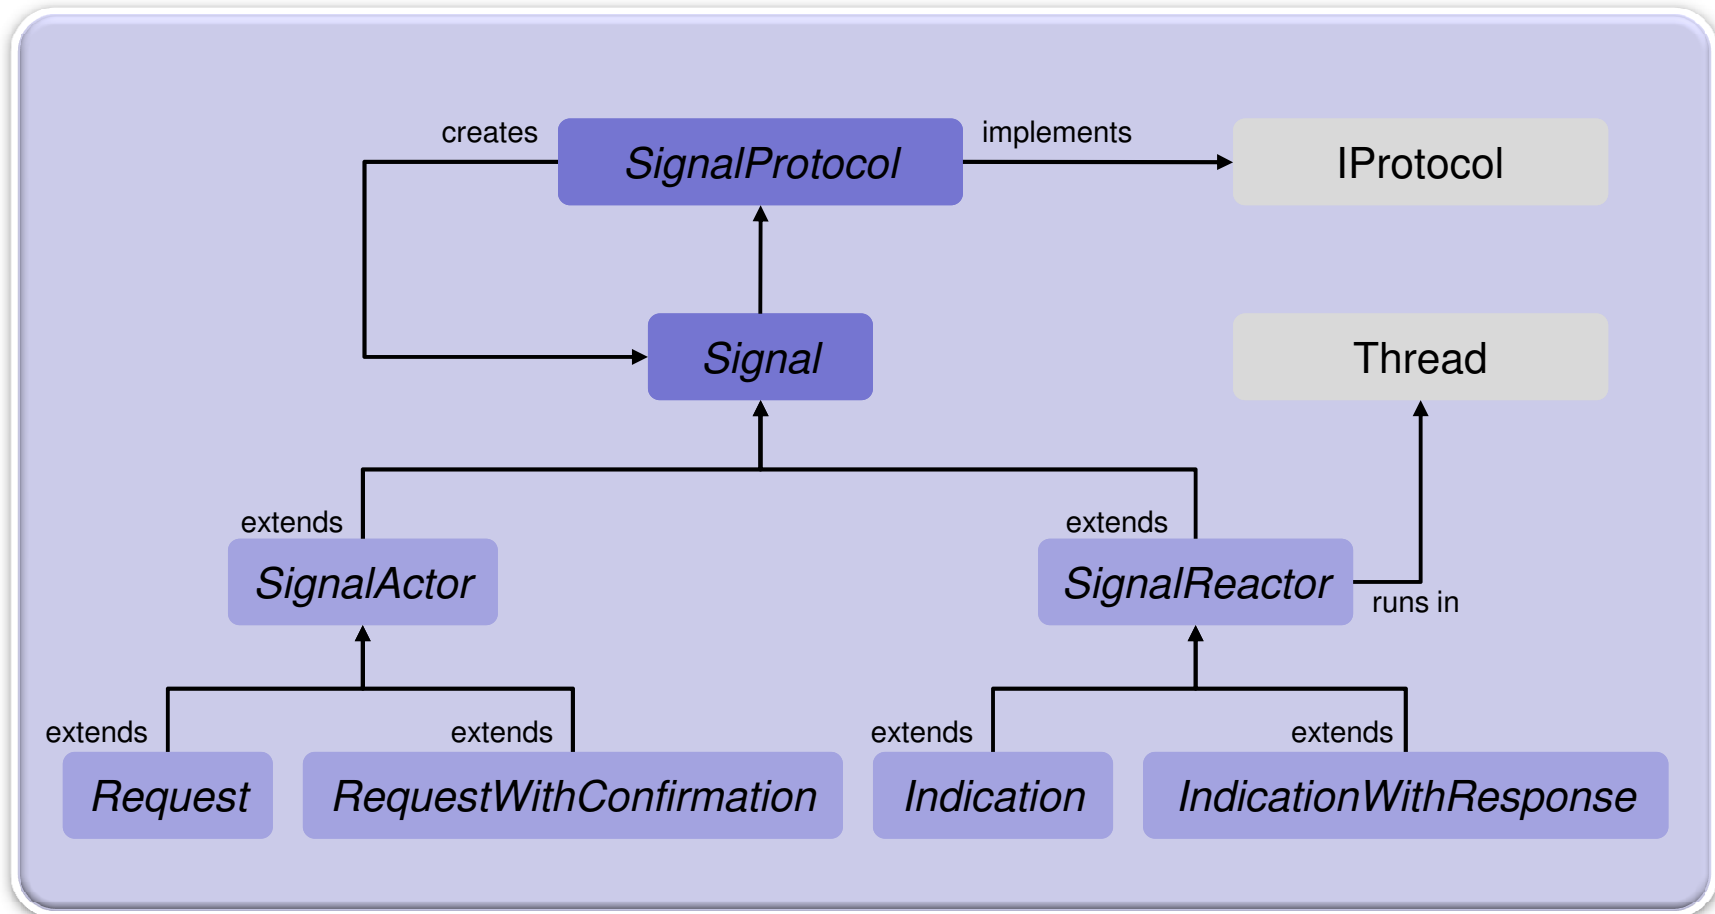 creates
SignalProtocol
implements
IProtocol
Signal
Thread
extends
extends
SignalActor
SignalReactor
runs in
extends
extends
extends
extends
Request
RequestWithConfirmation
Indication
IndicationWithResponse